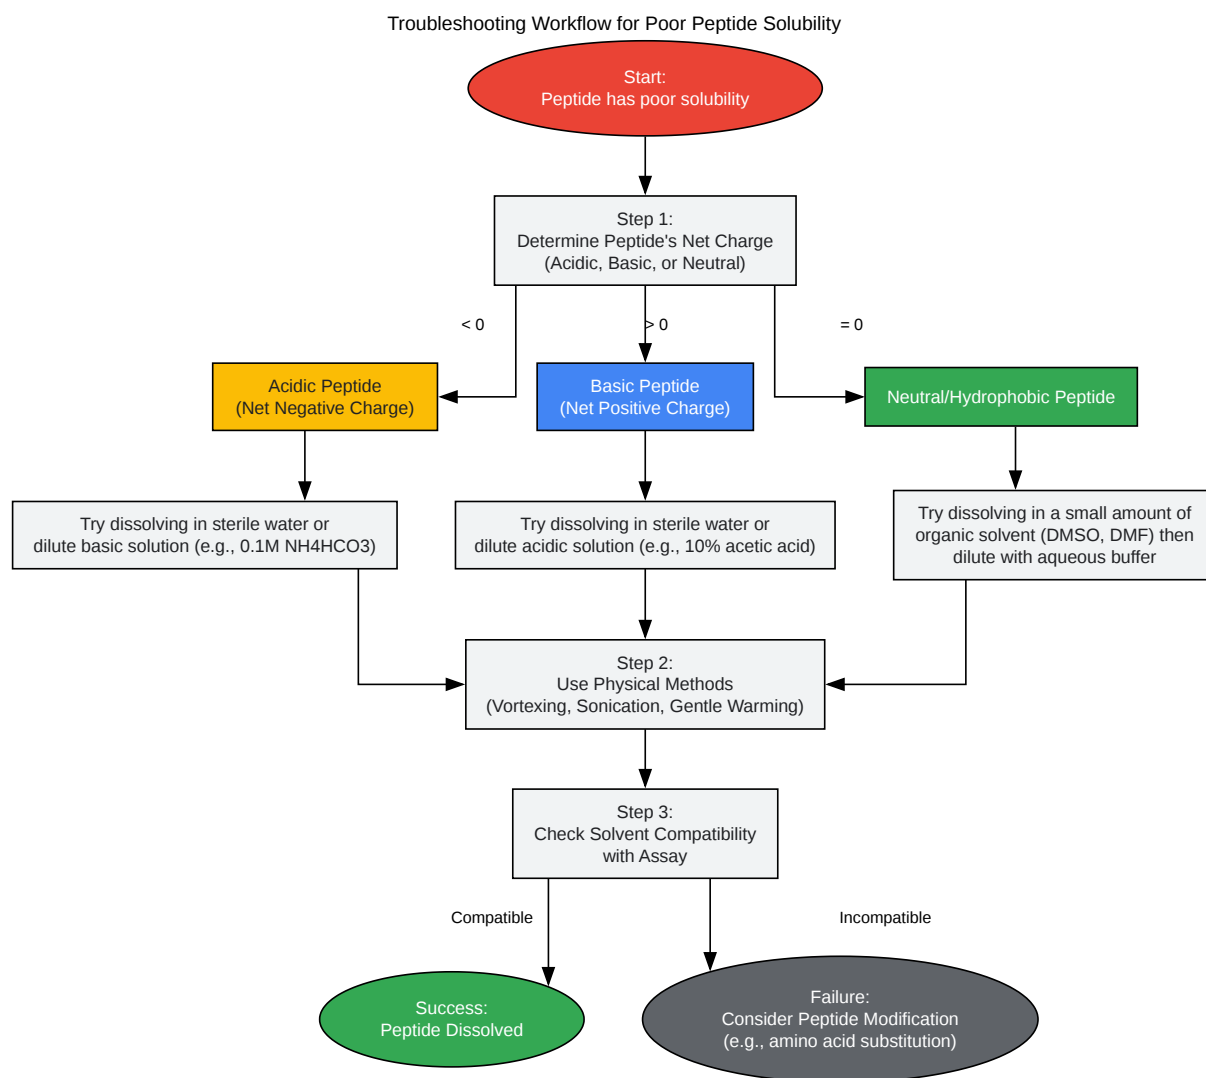 Troubleshooting Workflow for Poor Peptide Solubility
Start:
Peptide has poor solubility
Step 1:
Determine Peptide's Net Charge
(Acidic, Basic, or Neutral)
< 0
> 0
= 0
Acidic Peptide
(Net Negative Charge)
Basic Peptide
(Net Positive Charge)
Neutral/Hydrophobic Peptide
Try dissolving in sterile water or
dilute basic solution (e.g., 0.1M NH4HCO3)
Try dissolving in sterile water or
dilute acidic solution (e.g., 10% acetic acid)
Try dissolving in a small amount of
organic solvent (DMSO, DMF) then
dilute with aqueous buffer
Step 2:
Use Physical Methods
(Vortexing, Sonication, Gentle Warming)
Step 3:
Check Solvent Compatibility
with Assay
Compatible
Incompatible
Success:
Peptide Dissolved
Failure:
Consider Peptide Modification
(e.g., amino acid substitution)